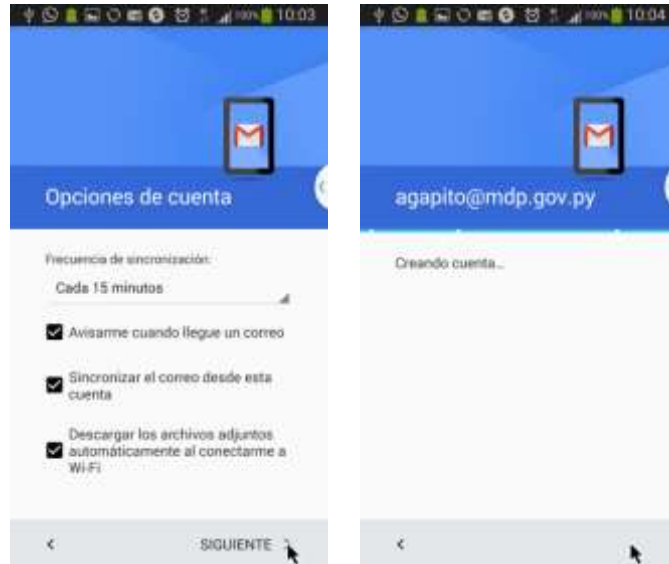 100% 10:03
Opciones de cuenta
Frecuencia de sincronización:
Cada 15 minutos
Avisarme cuando llegue un correo
Sincronizar el correo desde esta
cuenta
Descargar los archivos adjuntos
automáticamente al conectarme a
Wi-Fi
SIGUIENTE
100% 10:04
agapito@mdp.gov.py
Creando cuenta...